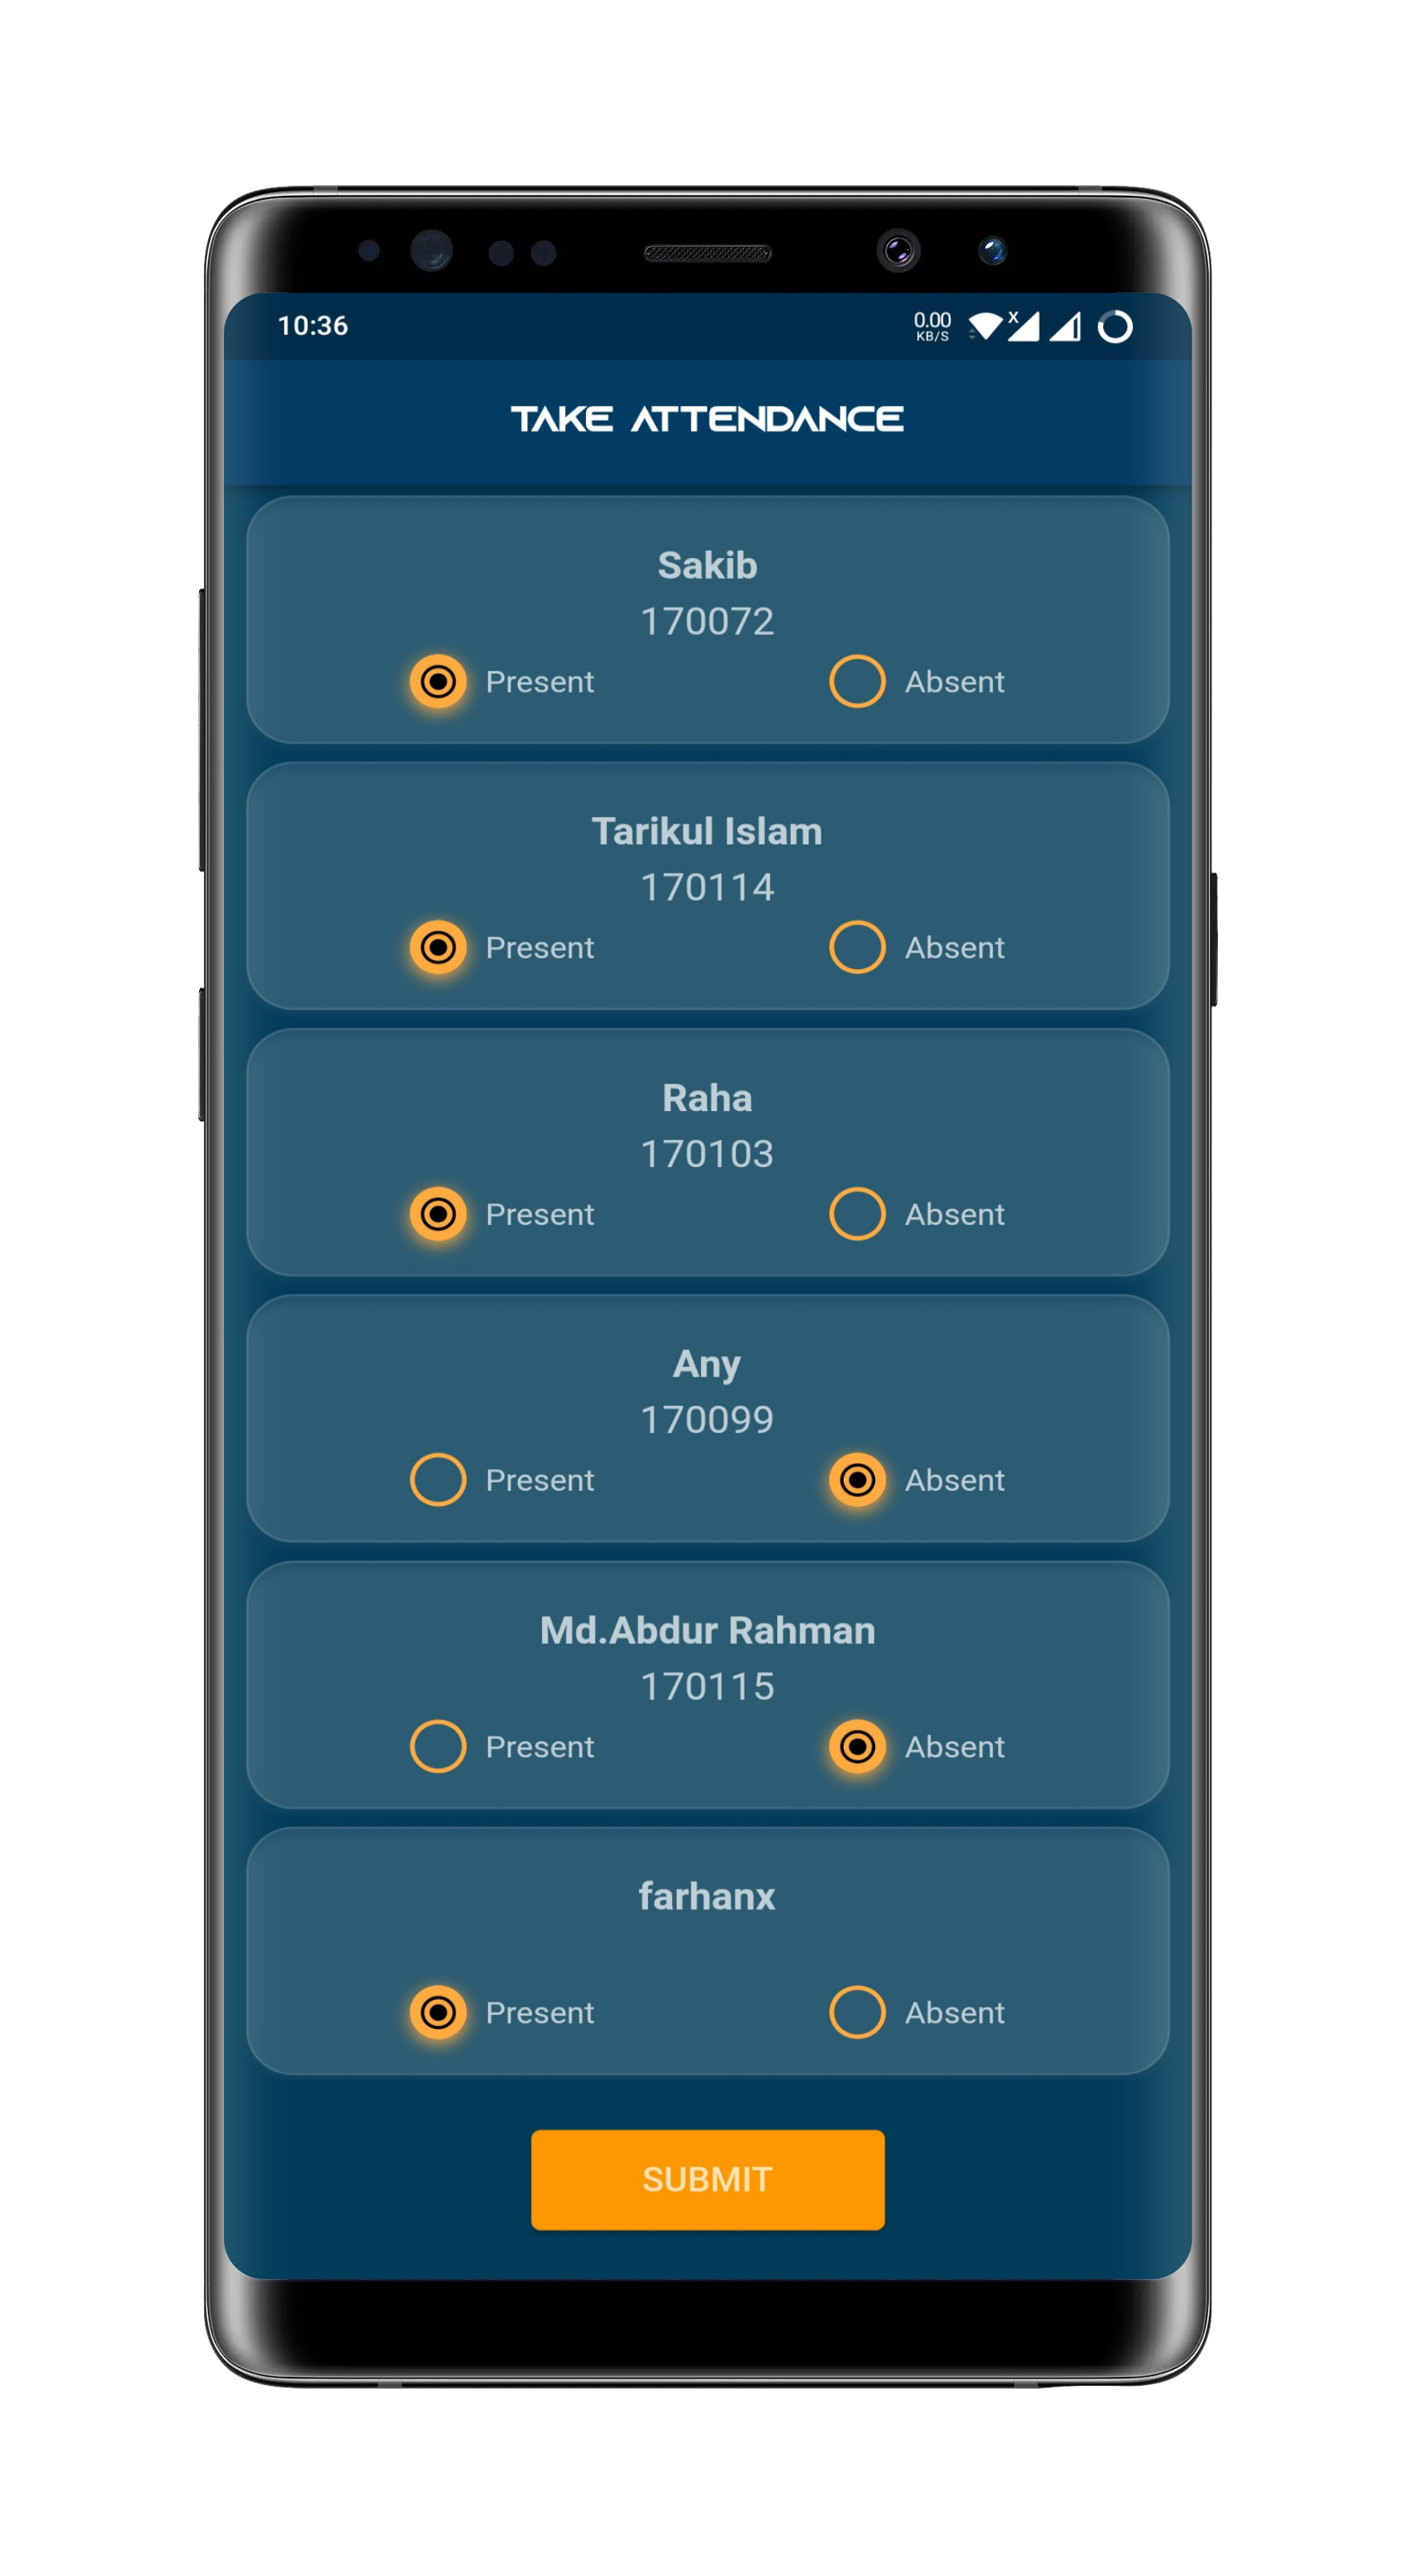 10:36
0.00
KB/S
X
TAKE ATTENDANCE
Sakib
170072
Present Absent
Tarikul Islam
170114
Present Absent
Raha
170103
Present Absent
Any
170099
Present Absent
Md.Abdur Rahman
170115
Present Absent
farhanx
Present Absent
SUBMIT